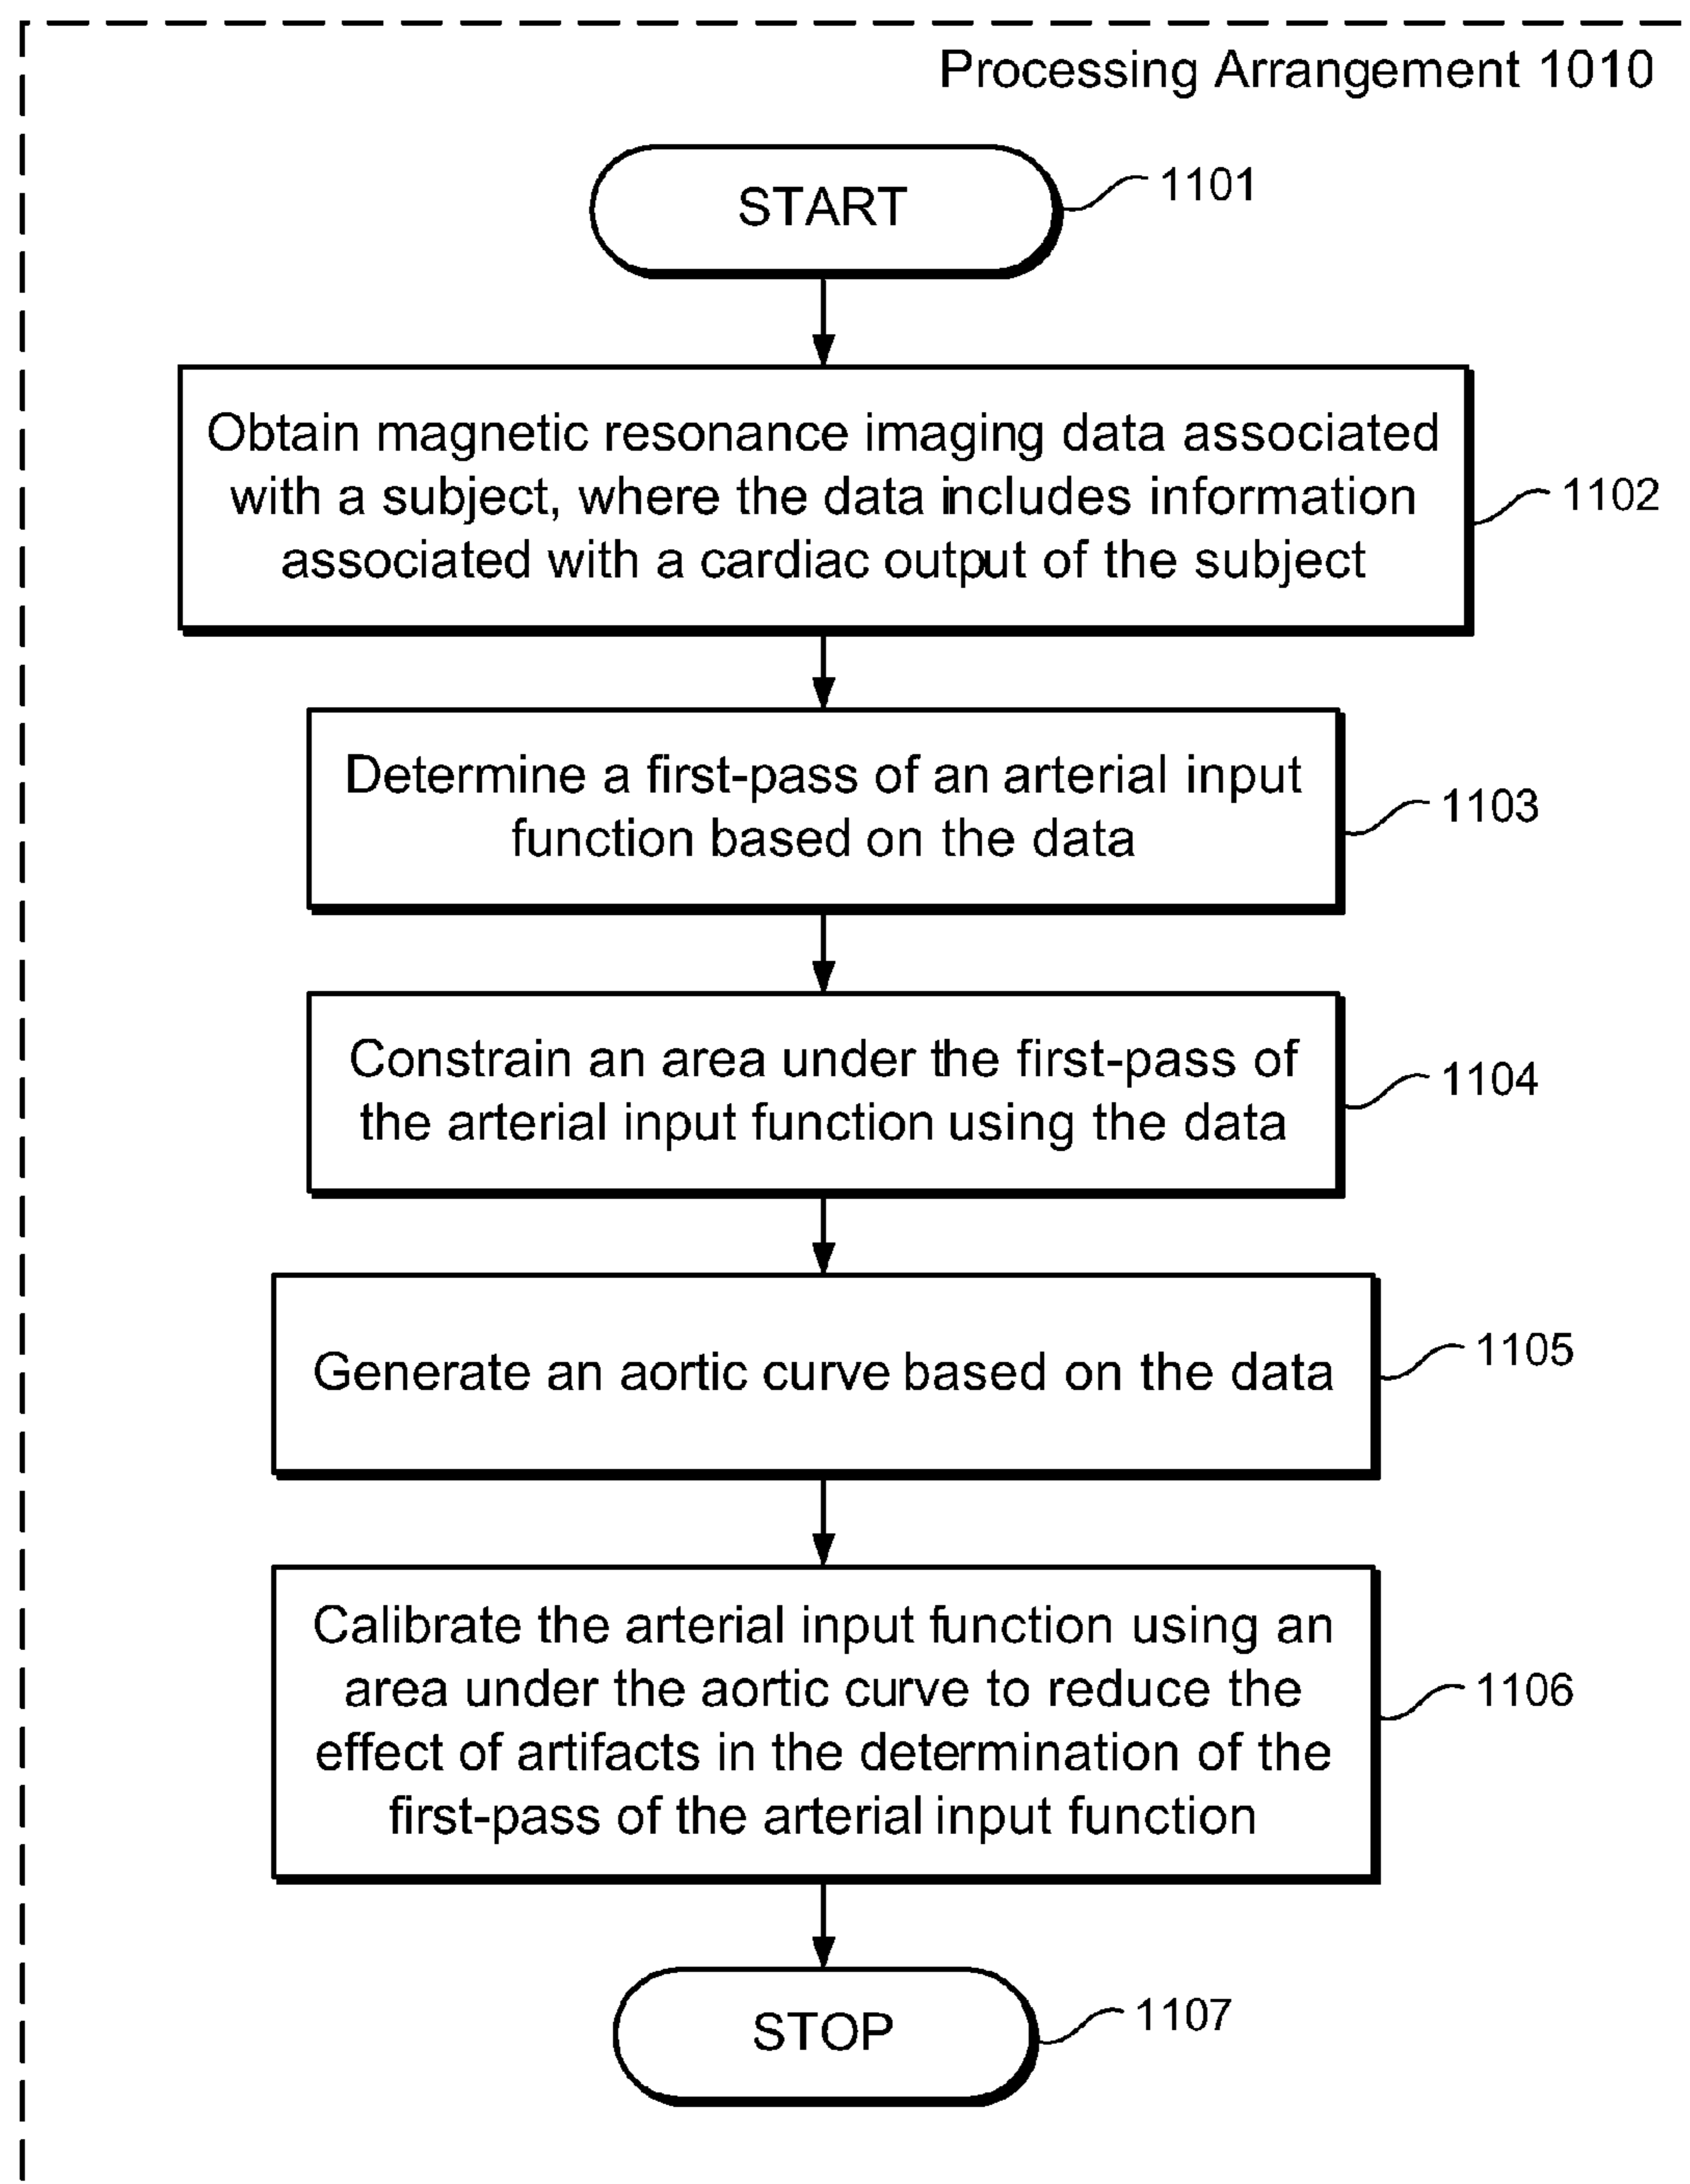 Processing Arrangement 1010
START
1101
Obtain magnetic resonance imaging data associated
with a subject, where the data includes information
associated with a cardiac output of the subject
1102
Determine a first-pass of an arterial input
function based on the data
1103
Constrain an area under the first-pass of
the arterial input function using the data
1104
Generate an aortic curve based on the data
1105
Calibrate the arterial input function using an
area under the aortic curve to reduce the
effect of artifacts in the determination of the
first-pass of the arterial input function
1106
STOP
1107